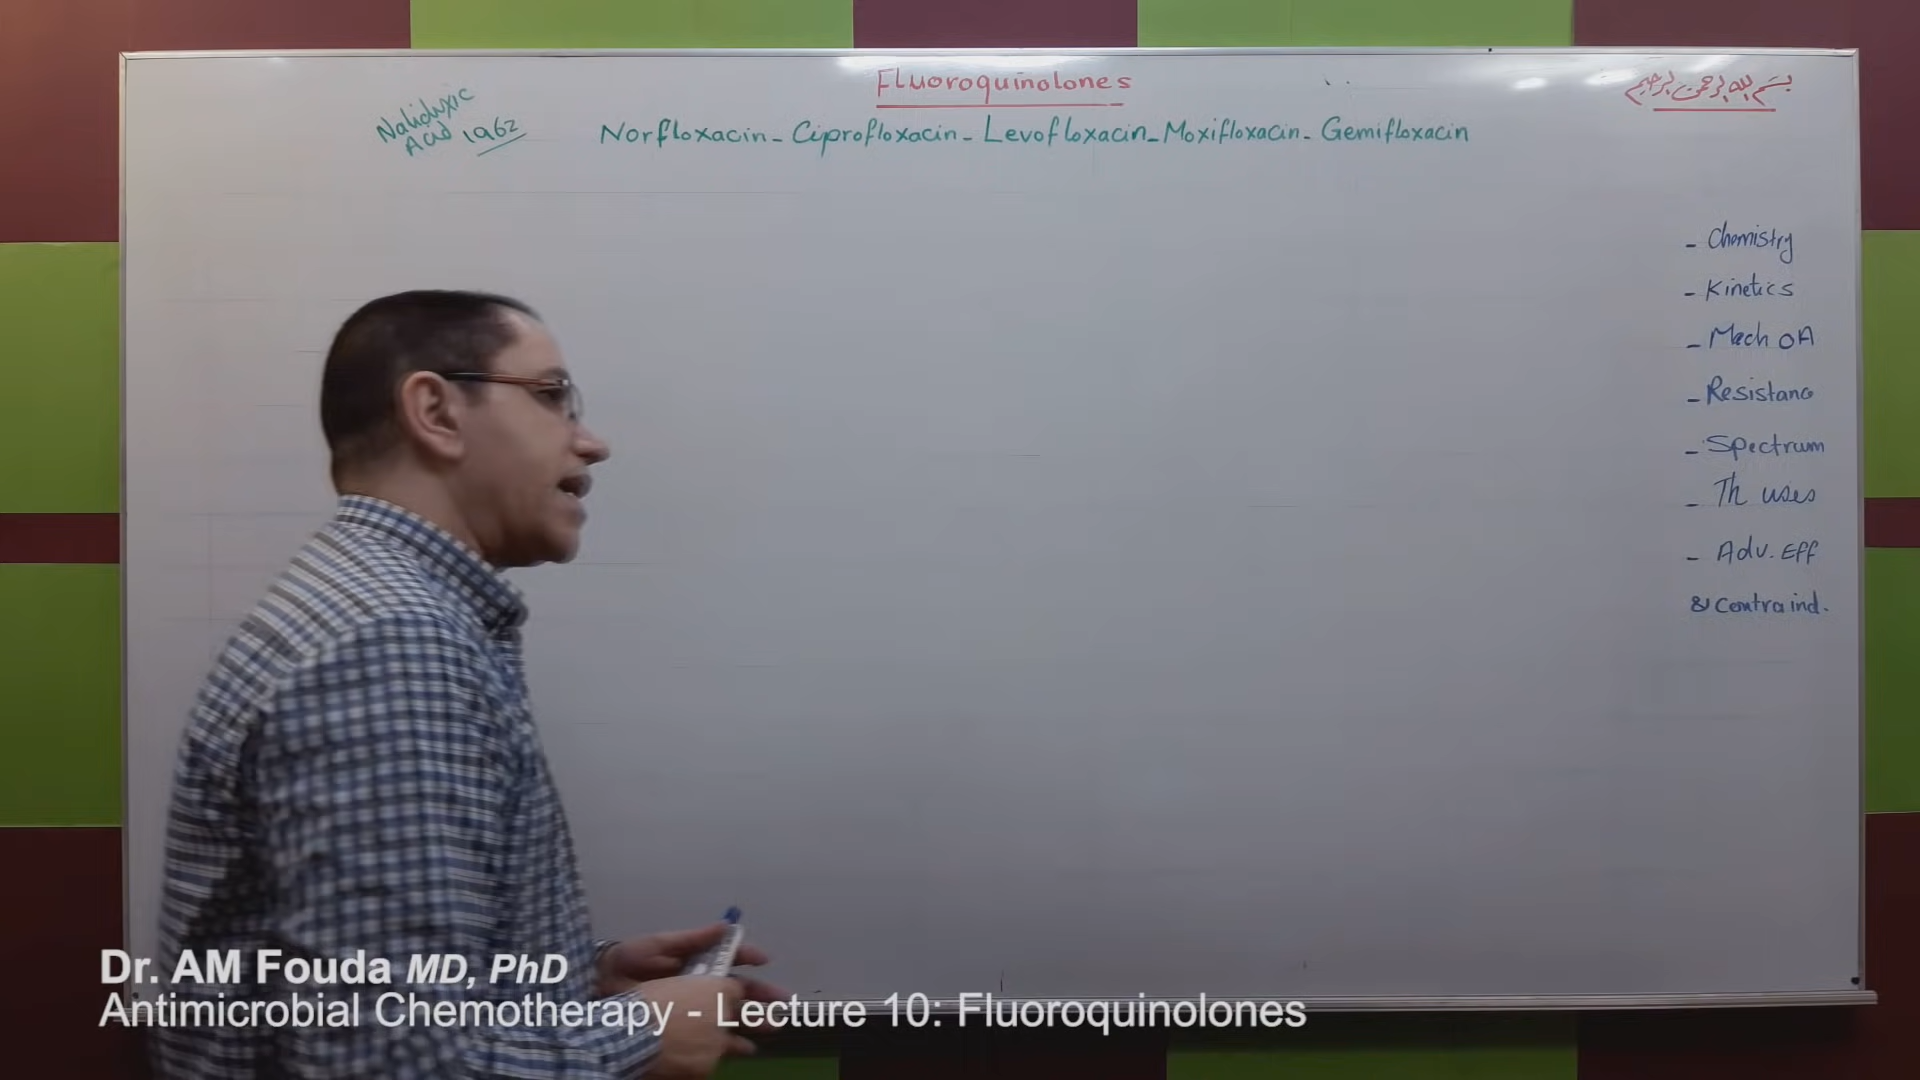 Fluoroquinolones
بسم الله الرحمن الرحيم
Nalidixic
Acid 1962
Norfloxacin - Ciprofloxacin - Levofloxacin - Moxifloxacin - Gemifloxacin
- Chemistry
- Kinetics
- Mech OA
- Resistanc
- Spectrum
- Th uses
- Adv. Eff
& Contraind.
Dr. AM Fouda MD, PhD
Antimicrobial Chemotherapy - Lecture 10: Fluoroquinolones